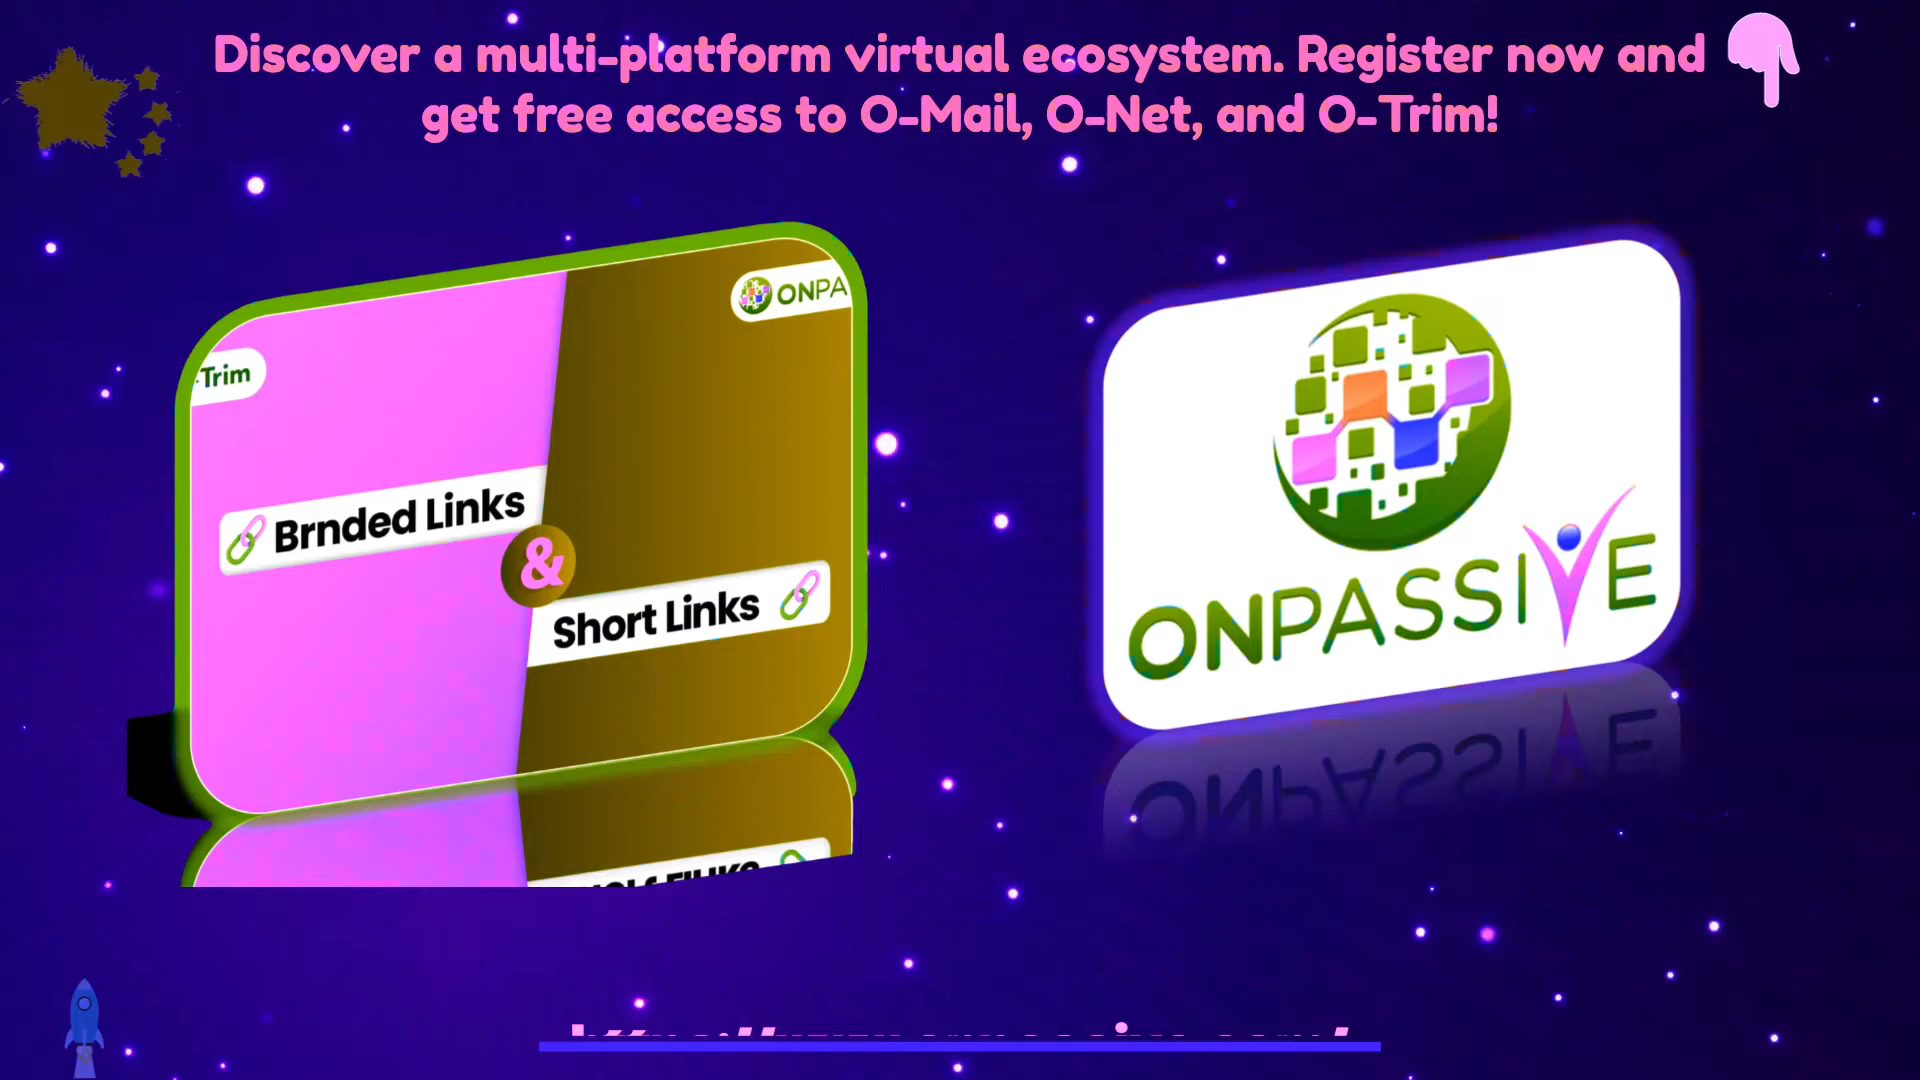 Discover a multi-platform virtual ecosystem. Register now and
get free access to O-Mail, O-Net, and O-Trim!
ONPA
-Trim
Brnded Links
&
Short Links
ONPASSIVE